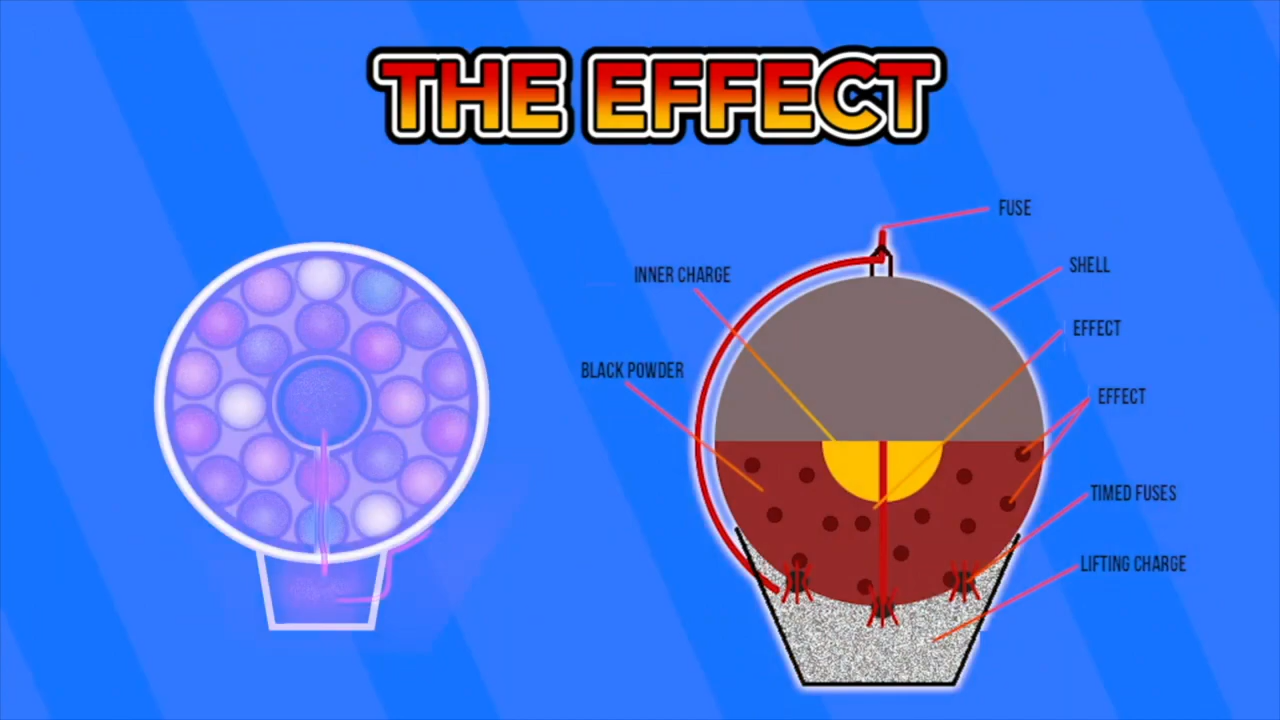 THE EFFECT
FUSE
SHELL
INNER CHARGE
EFFECT
BLACK POWDER
EFFECT
TIMED FUSES
LIFTING CHARGE